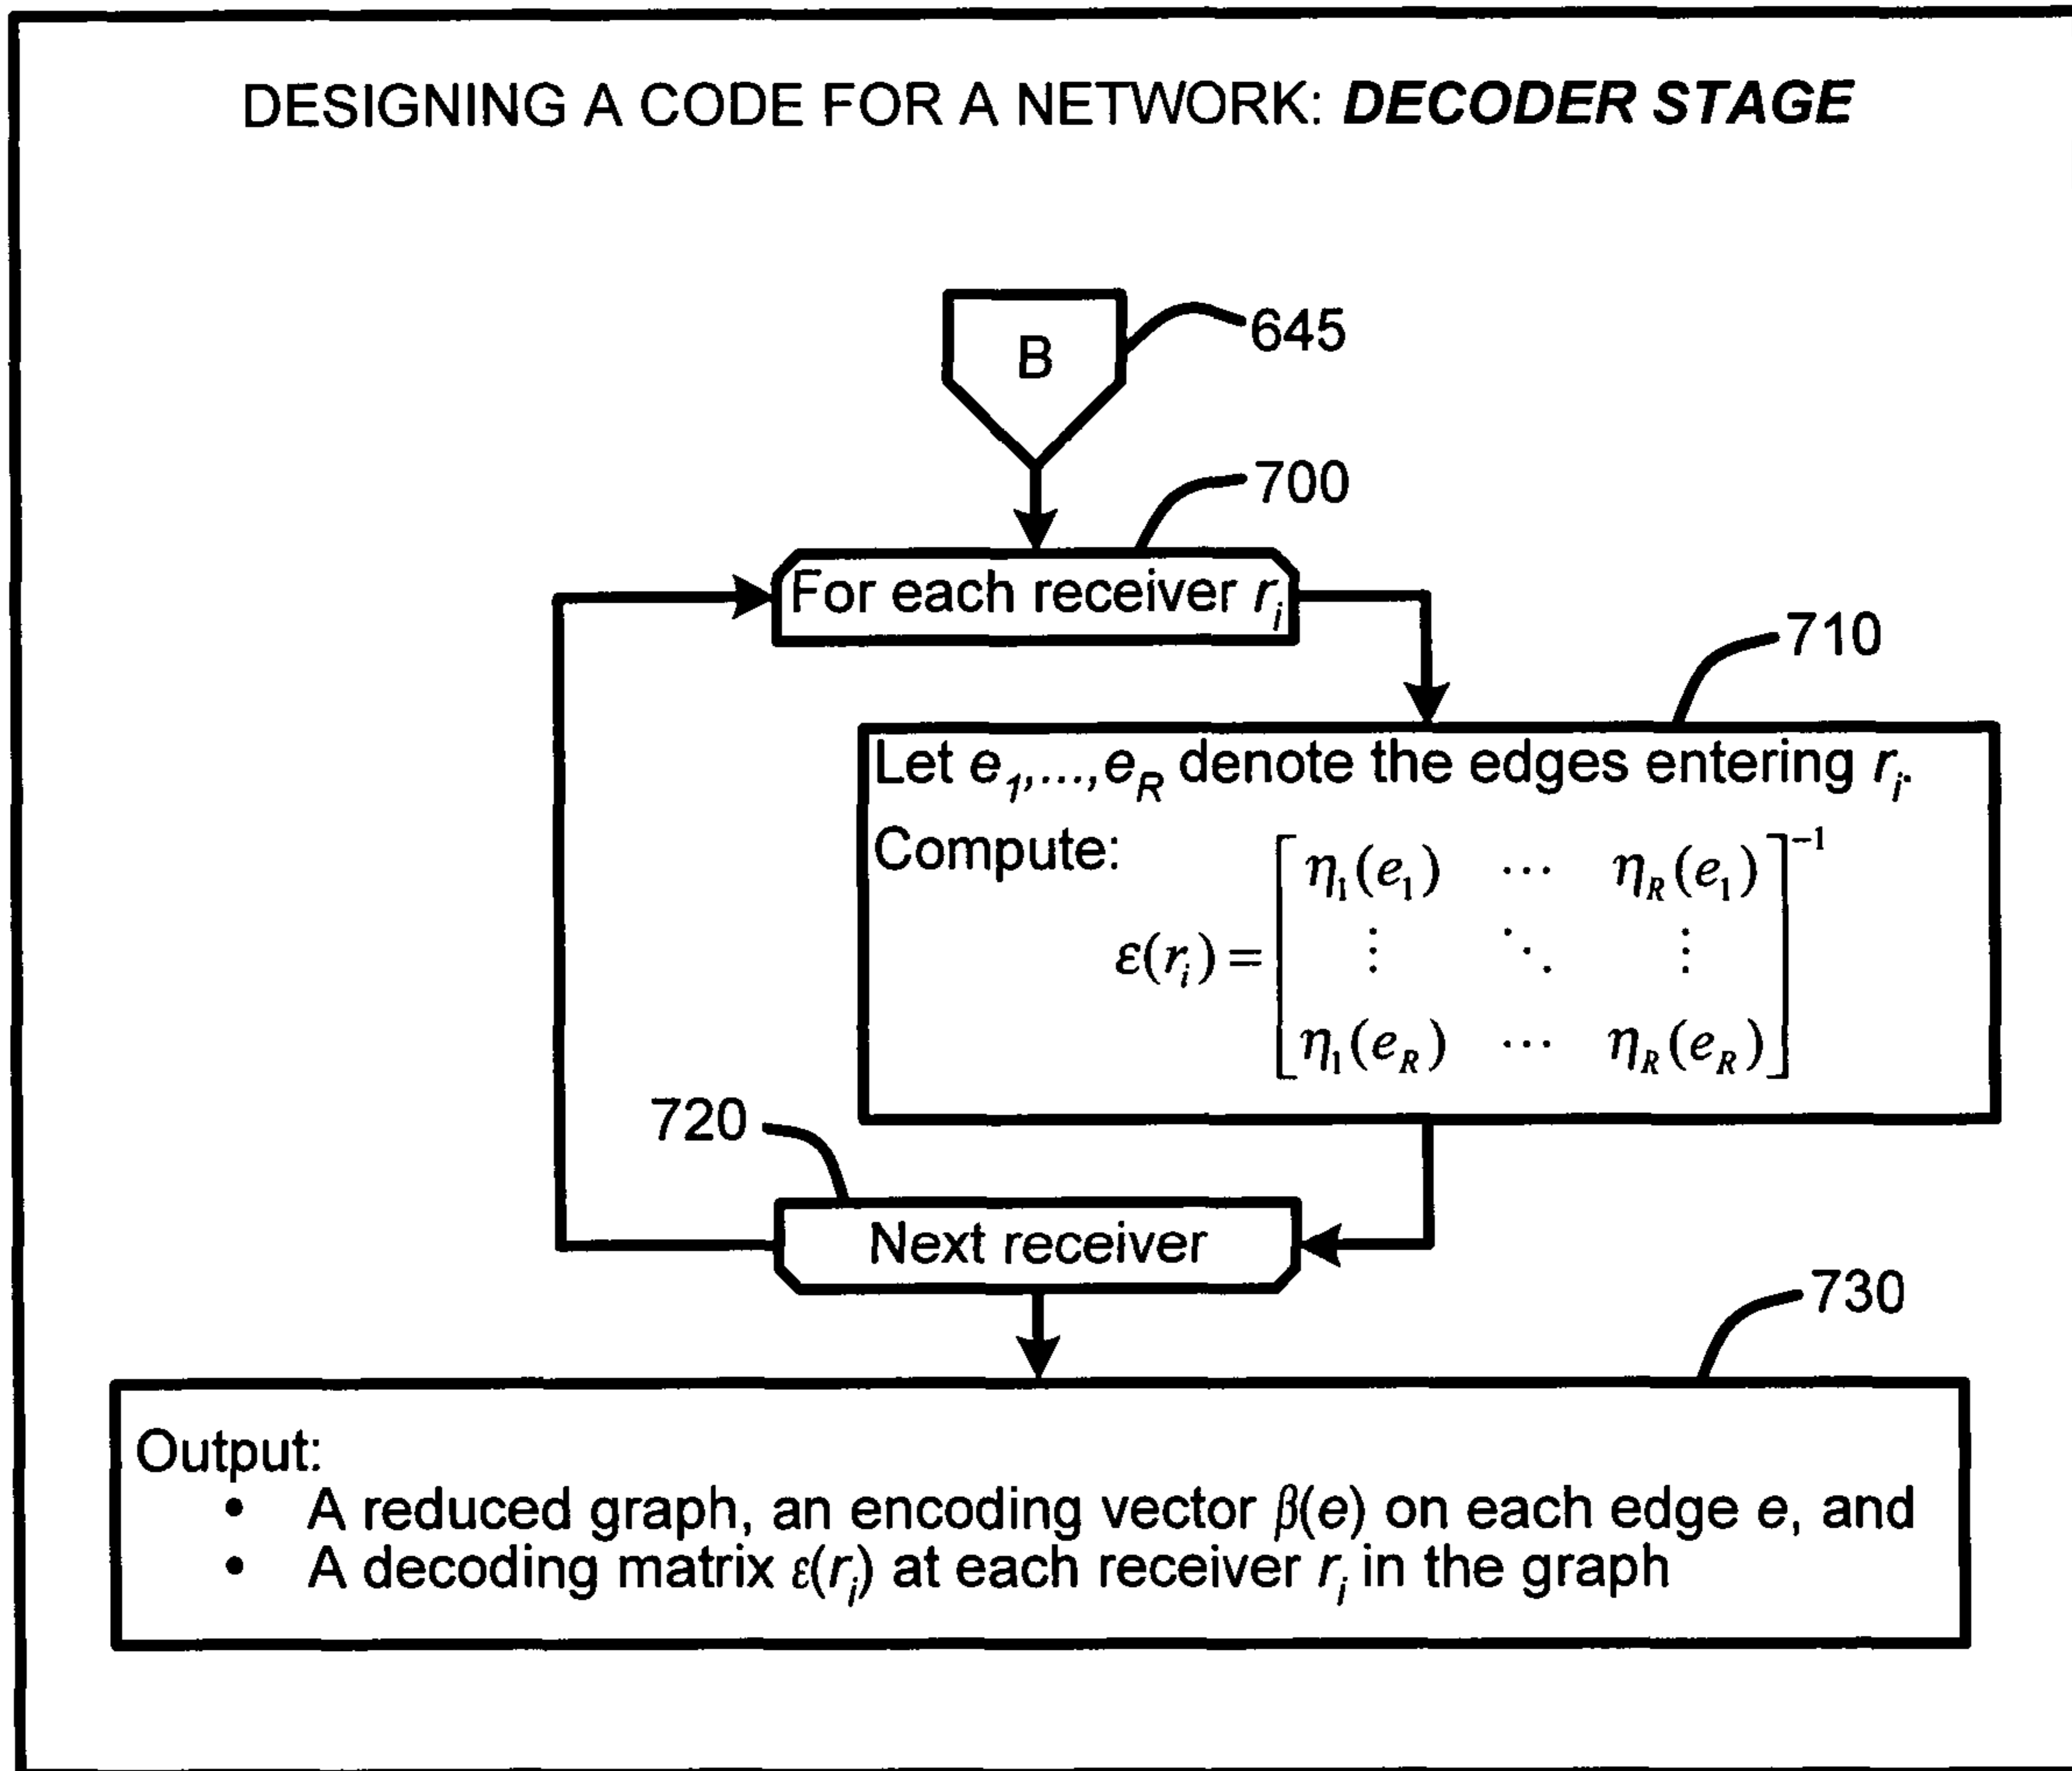 DESIGNING A CODE FOR A NETWORK: DECODER STAGE
B
645
700
For each receiver r_i
710
Let e_1,...,e_R denote the edges entering r_i.
Compute:
ε(r_i) = [ η_1(e_1) ⋯ η_R(e_1)
⋮ ⋱ ⋮
η_1(e_R) ⋯ η_R(e_R) ]^{-1}
720
Next receiver
730
Output:
• A reduced graph, an encoding vector β(e) on each edge e, and
• A decoding matrix ε(r_i) at each receiver r_i in the graph